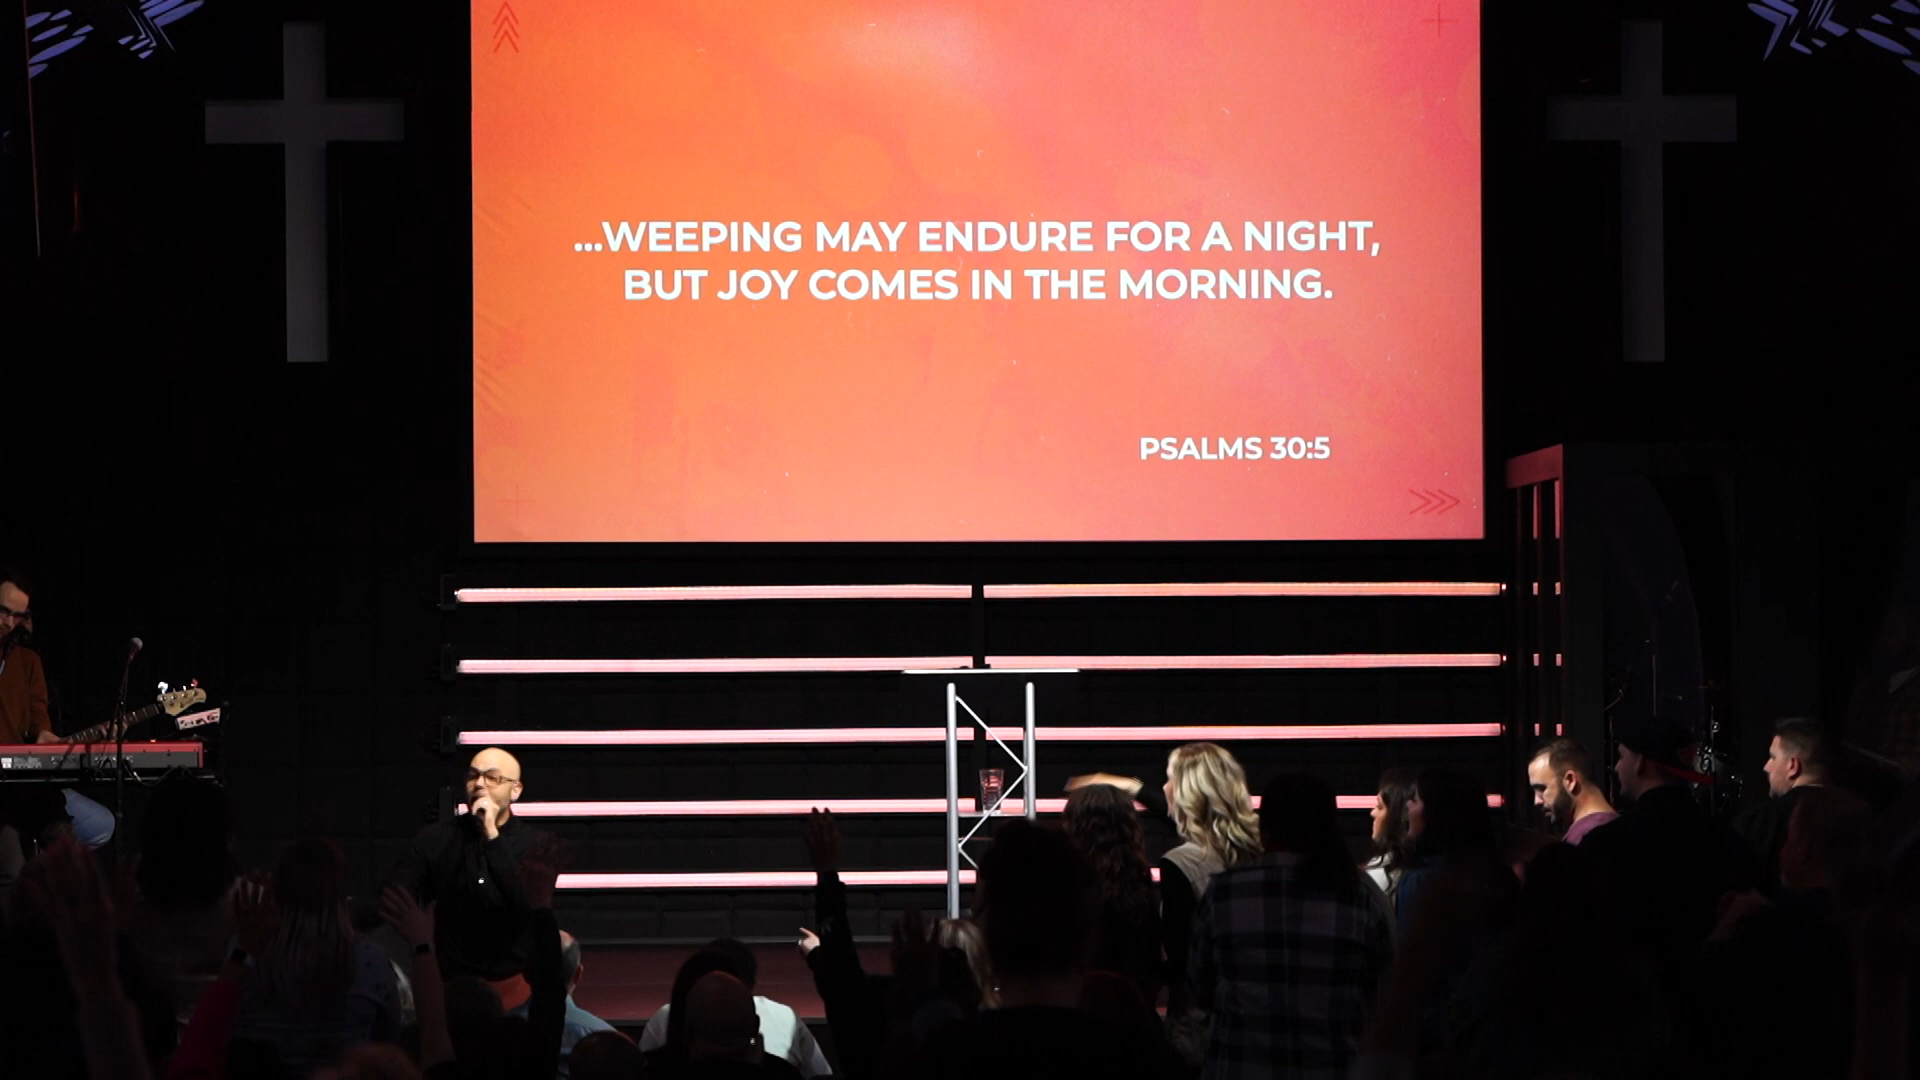 ...WEEPING MAY ENDURE FOR A NIGHT,
BUT JOY COMES IN THE MORNING.
PSALMS 30:5